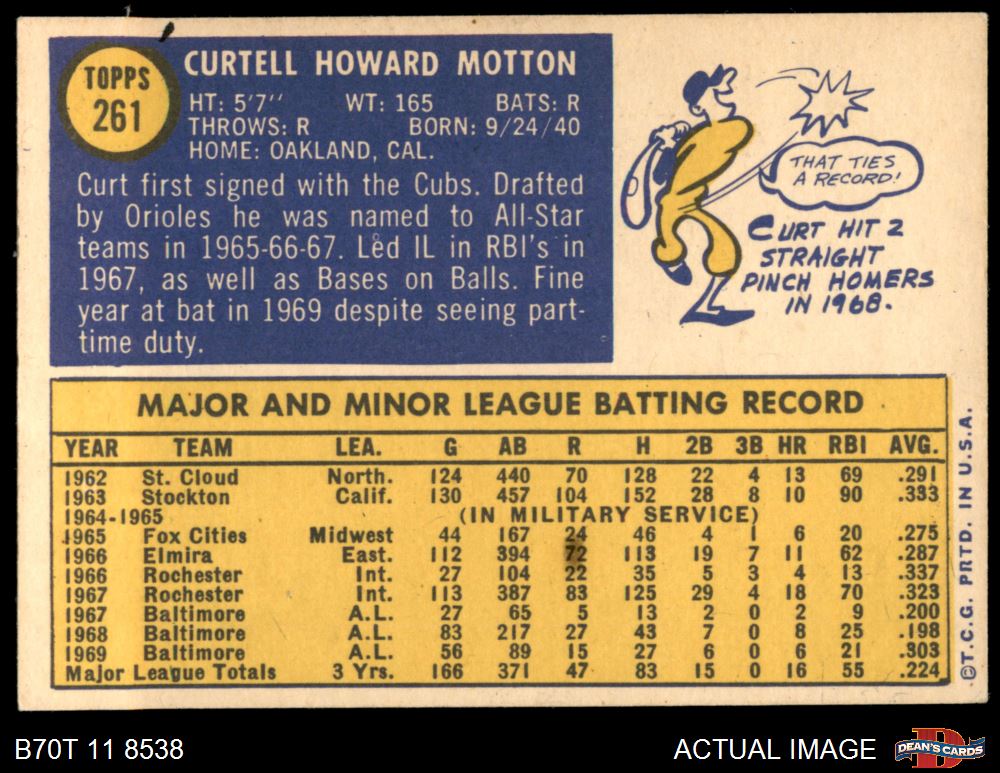 TOPPS
261
CURTELL HOWARD MOTTON
HT: 5'7'' WT: 165 BATS: R
THROWS: R BORN: 9/24/40
HOME: OAKLAND, CAL.
Curt first signed with the Cubs. Drafted
by Orioles he was named to All-Star
teams in 1965-66-67. Led IL in RBI's in
1967, as well as Bases on Balls. Fine
year at bat in 1969 despite seeing part-
time duty.
THAT TIES
A RECORD!
CURT HIT 2
STRAIGHT
PINCH HOMERS
IN 1968.
MAJOR AND MINOR LEAGUE BATTING RECORD
YEAR TEAM LEA. G AB R H 2B 3B HR RBI AVG.
1962 St. Cloud North. 124 440 70 128 22 4 13 69 .291
1963 Stockton Calif. 130 457 104 152 28 8 10 90 .333
1964-1965 (IN MILITARY SERVICE)
1965 Fox Cities Midwest 44 167 24 46 4 1 6 20 .275
1966 Elmira East. 112 394 72 113 19 7 11 62 .287
1966 Rochester Int. 27 104 22 35 5 3 4 13 .337
1967 Rochester Int. 113 387 83 125 29 4 18 70 .323
1967 Baltimore A.L. 27 65 5 13 2 0 2 9 .200
1968 Baltimore A.L. 83 217 27 43 7 0 8 25 .198
1969 Baltimore A.L. 56 89 15 27 6 0 6 21 .303
Major League Totals 3 Yrs. 166 371 47 83 15 0 16 55 .224
©T.C.G. PRTD. IN U.S.A.
B70T 11 8538 ACTUAL IMAGE
D
DEAN'S CARDS